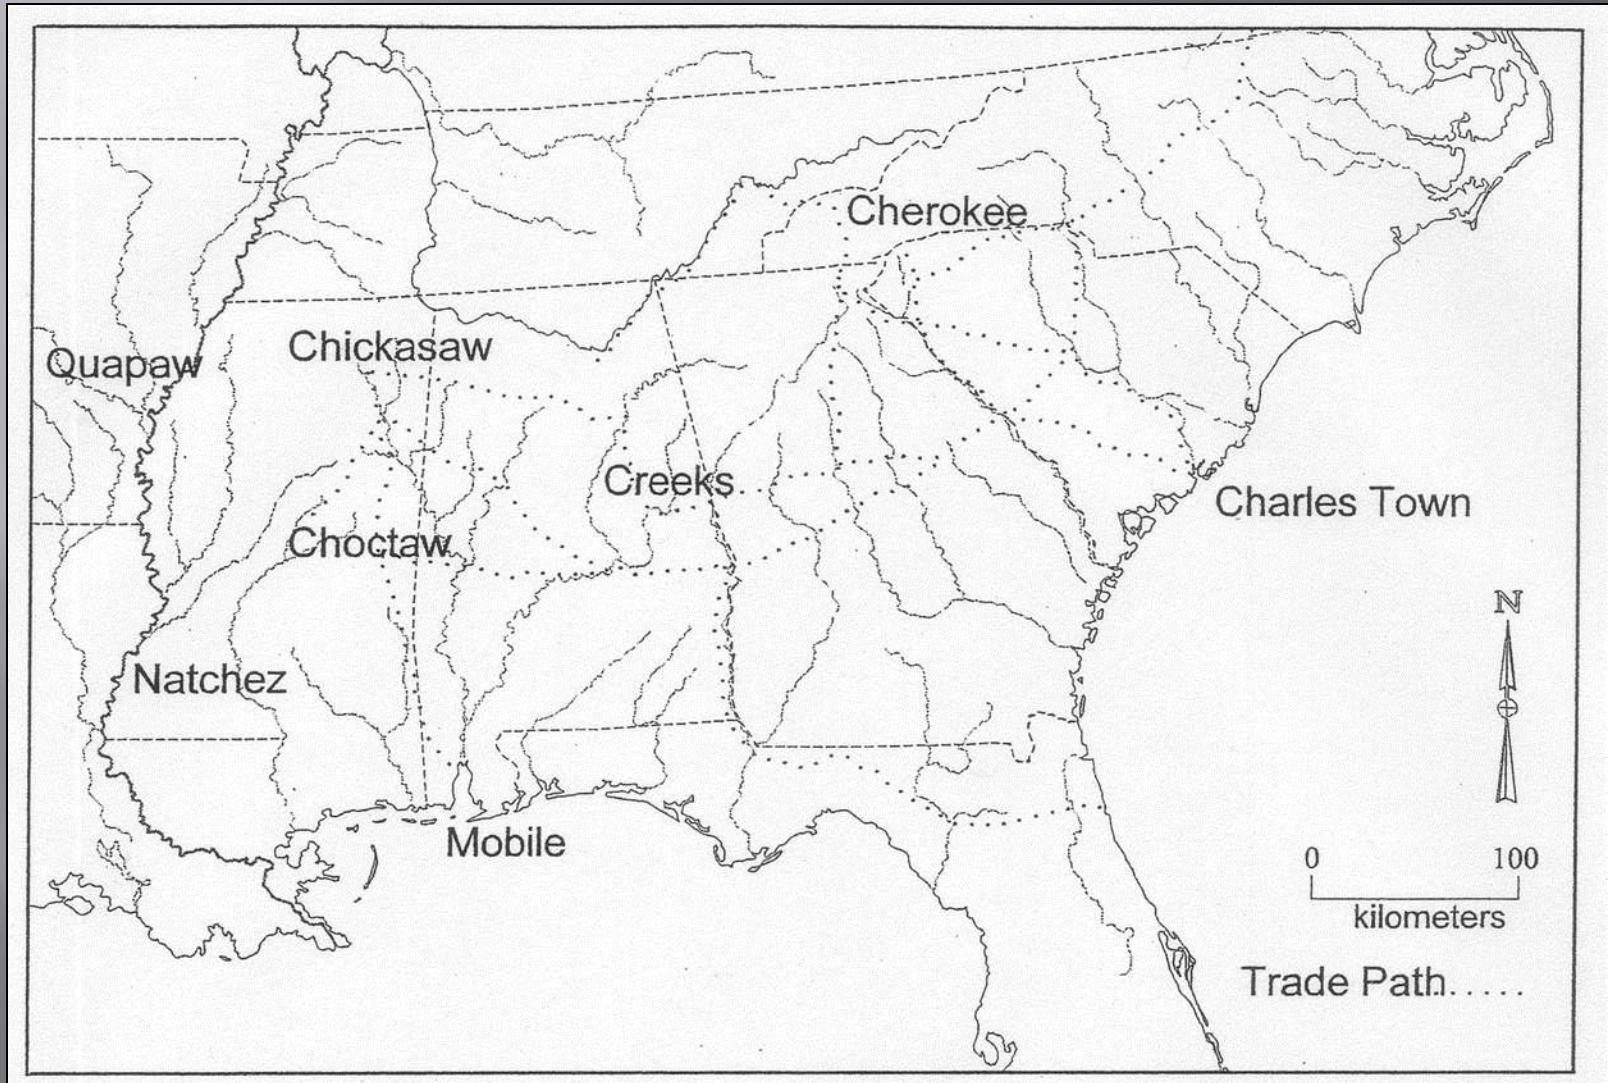 Cherokee
Chickasaw
Quapaw
Creeks
Charles Town
Choctaw
N
Natchez
Mobile
0 100
kilometers
Trade Path......